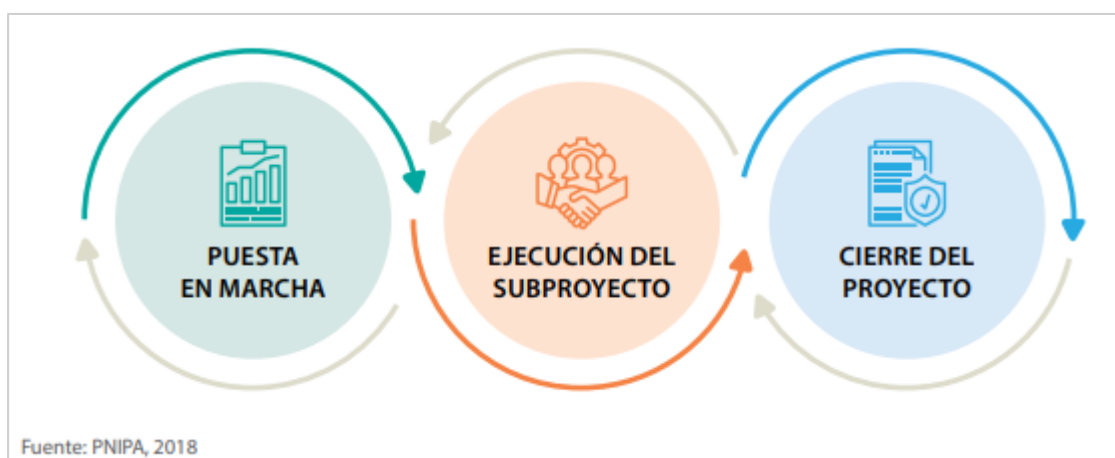 PUESTA
EN MARCHA
EJECUCIÓN DEL
SUBPROYECTO
CIERRE DEL
PROYECTO
Fuente: PNIPA, 2018